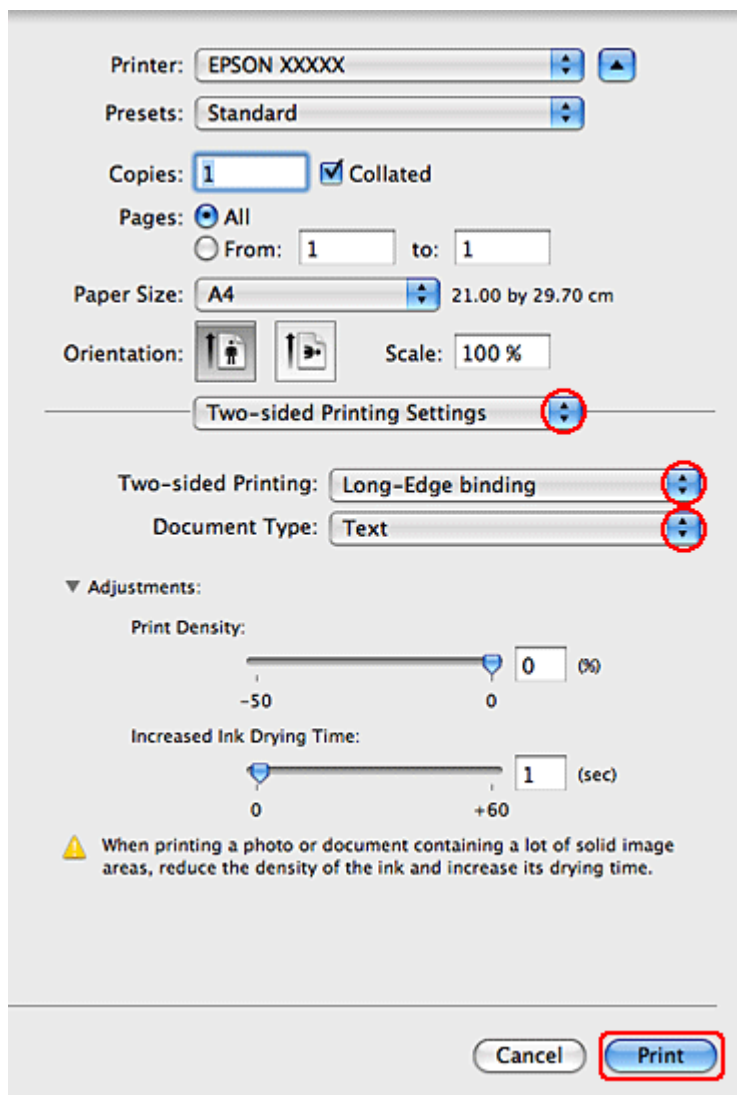 Printer: EPSON XXXXX
Presets: Standard
Copies: 1 Collated
Pages: All
From: 1 to: 1
Paper Size: A4 21.00 by 29.70 cm
Orientation: Scale: 100 %
Two-sided Printing Settings
Two-sided Printing: Long-Edge binding
Document Type: Text
Adjustments:
Print Density:
0 (%)
-50 0
Increased Ink Drying Time:
1 (sec)
0 +60
When printing a photo or document containing a lot of solid image
areas, reduce the density of the ink and increase its drying time.
Cancel Print